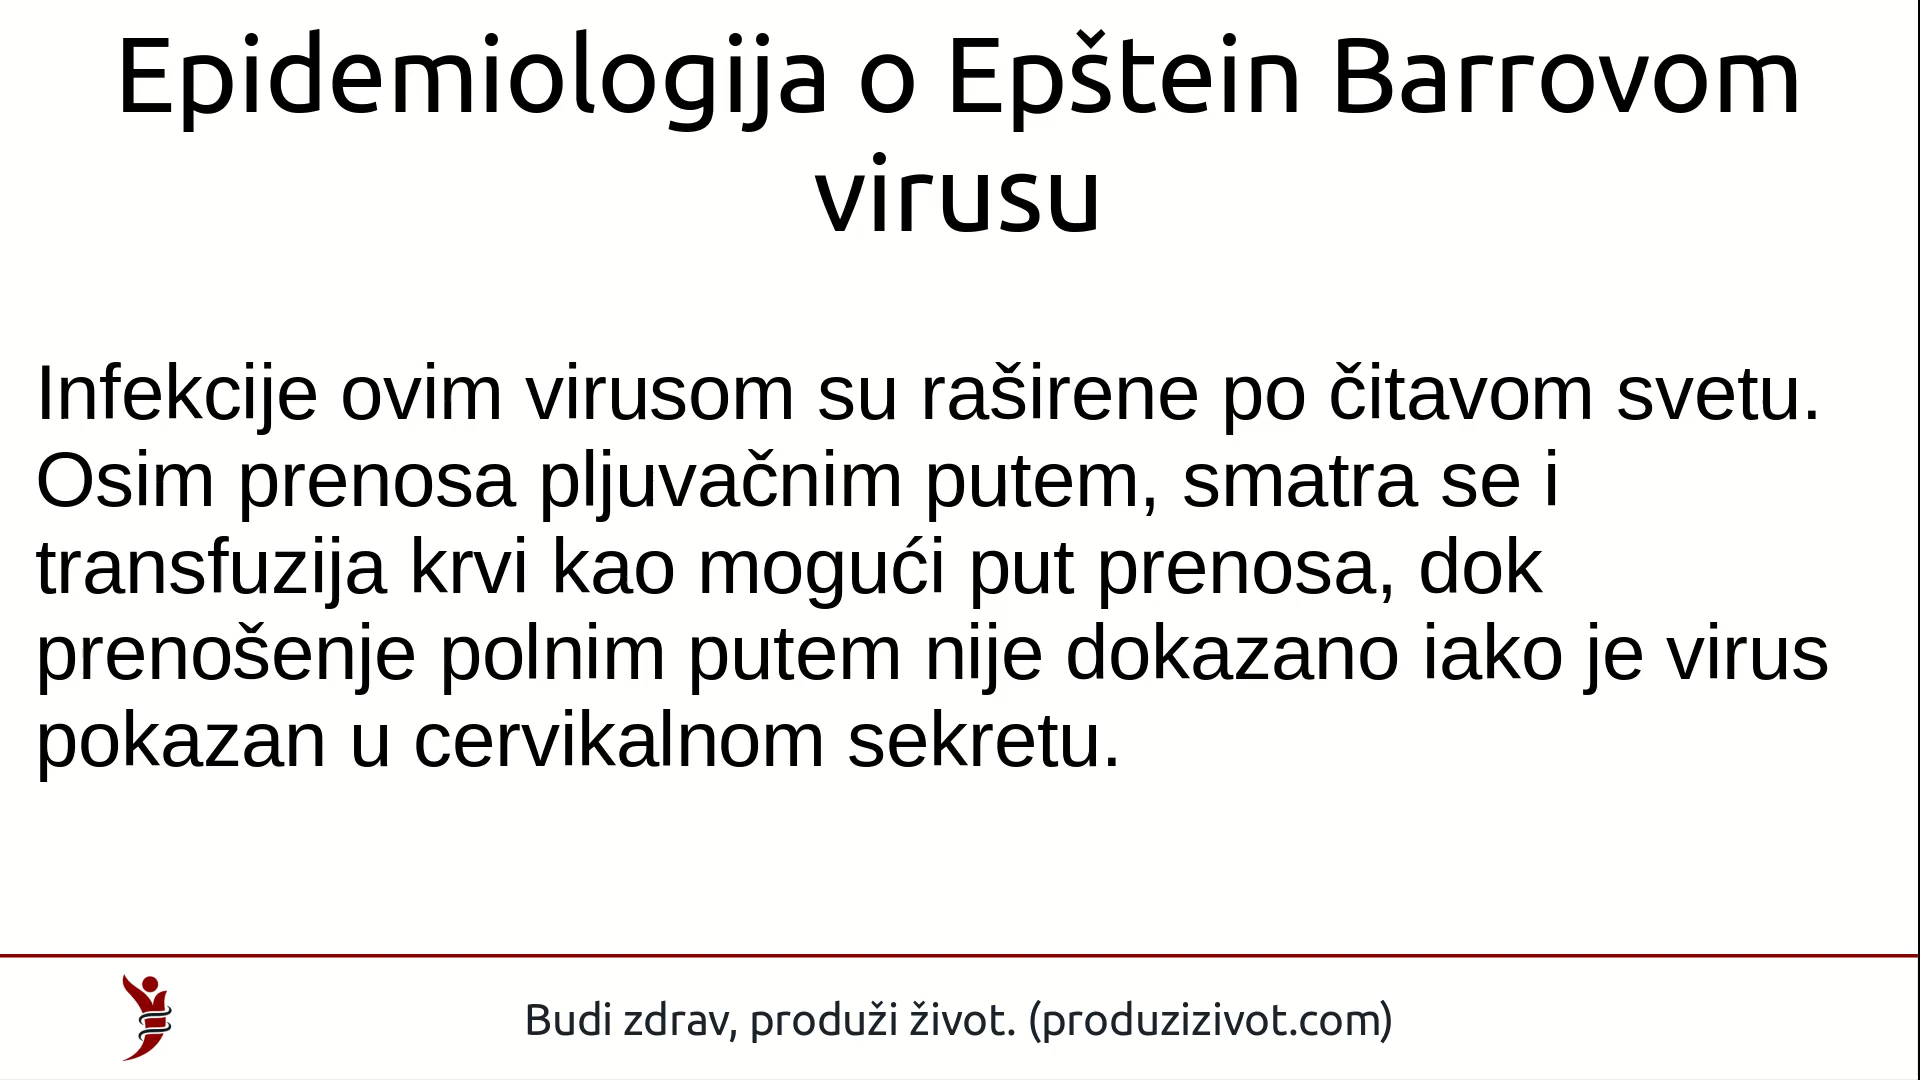 Epidemiologija o Epštein Barrovom
virusu
Infekcije ovim virusom su raširene po čitavom svetu.
Osim prenosa pljuvačnim putem, smatra se i
transfuzija krvi kao mogući put prenosa, dok
prenošenje polnim putem nije dokazano iako je virus
pokazan u cervikalnom sekretu.
Budi zdrav, produži život. (produzizivot.com)